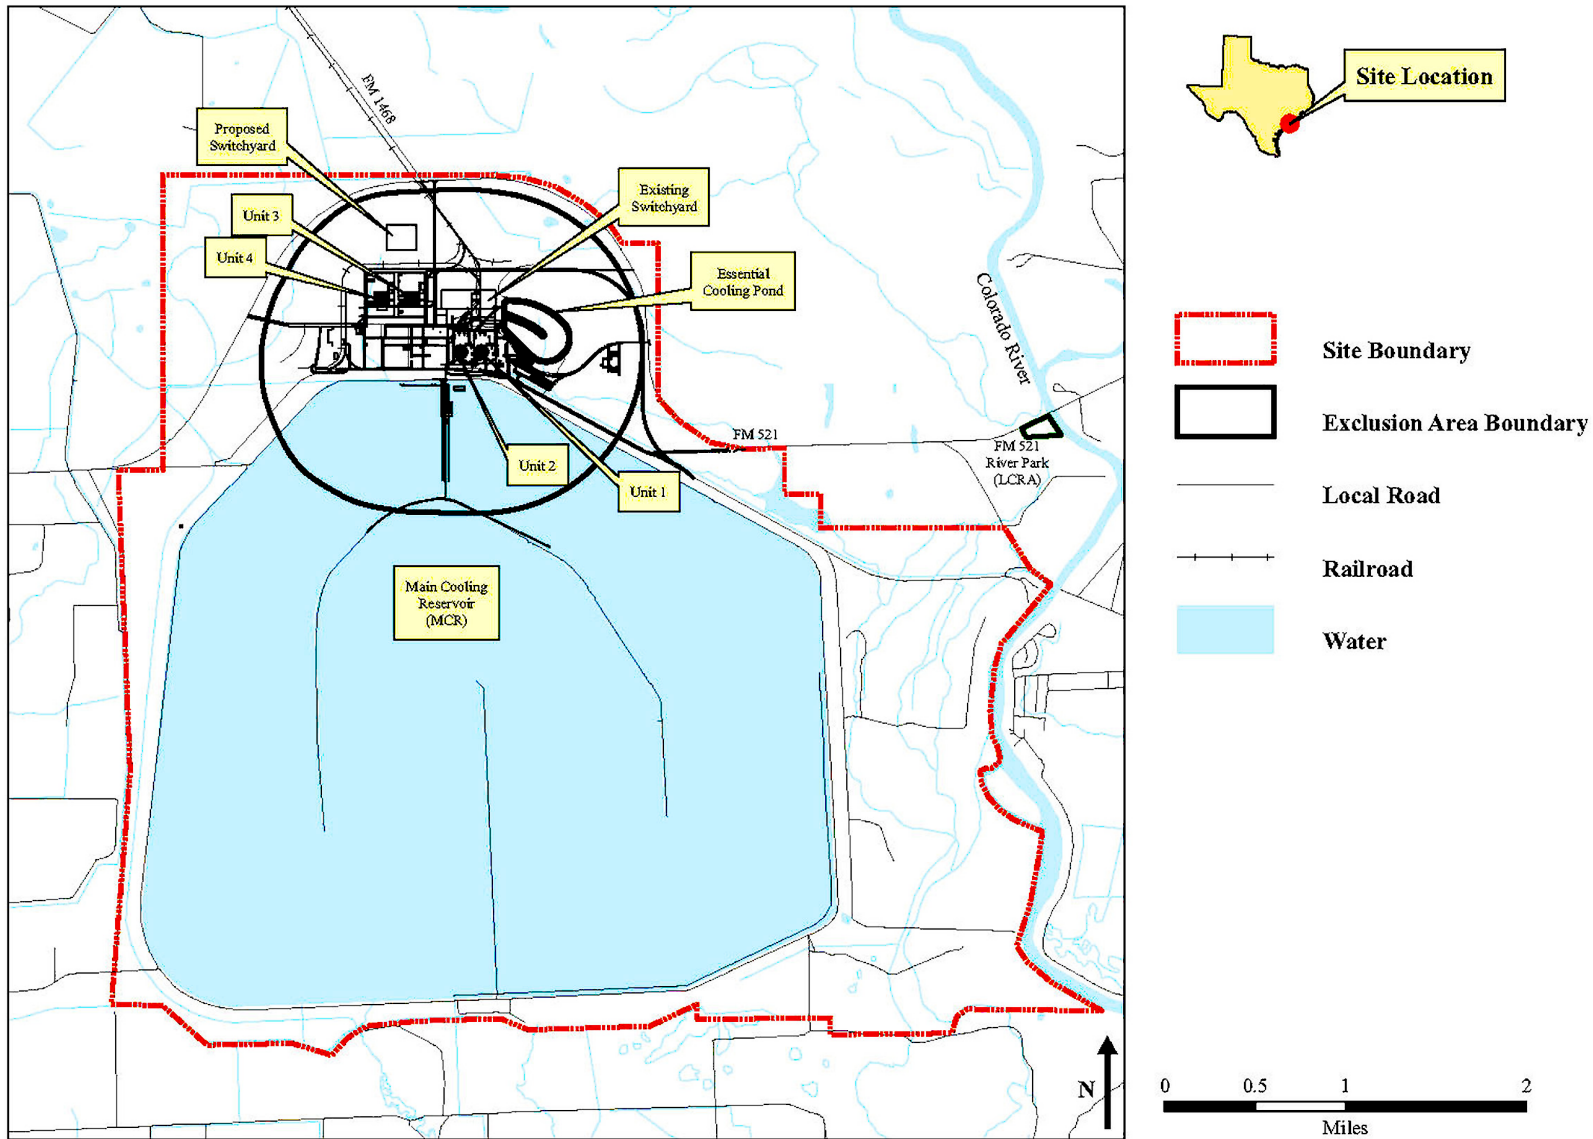 FM 1468
Proposed
Switchyard
Unit 3
Unit 4
Existing
Switchyard
Essential
Cooling Pond
Colorado River
FM 521
FM 521
River Park
(LCRA)
Unit 2
Unit 1
Main Cooling
Reservoir
(MCR)
N
Site Location
Site Boundary
Exclusion Area Boundary
Local Road
Railroad
Water
0 0.5 1 2
Miles